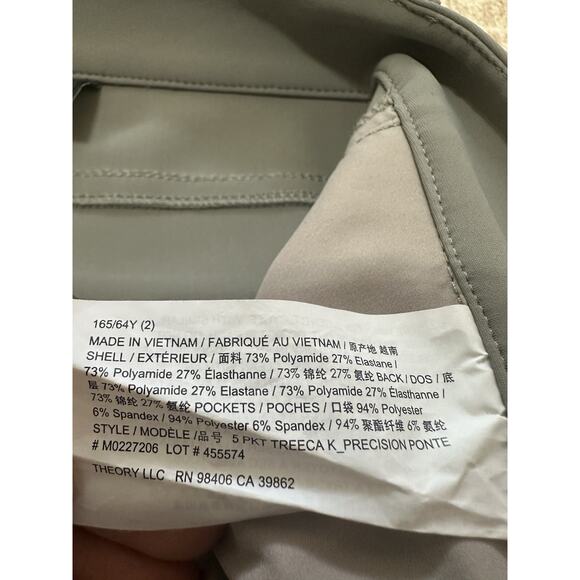 165/64Y (2)
MADE IN VIETNAM / FABRIQUÉ AU VIETNAM / 原产地 越南
SHELL / EXTÉRIEUR / 面料 73% Polyamide 27% Elastane /
73% Polyamide 27% Élasthanne / 73% 锦纶 27% 氨纶 BACK / DOS / 底
层 73% Polyamide 27% Elastane / 73% Polyamide 27% Élasthanne /
73% 锦纶 27% 氨纶 POCKETS / POCHES / 口袋 94% Polyester
6% Spandex / 94% Polyester 6% Spandex / 94% 聚酯纤维 6% 氨纶
STYLE / MODÈLE / 品号 5 PKT TREECA K_PRECISION PONTE
# M0227206 LOT # 455574
THEORY LLC RN 98406 CA 39862